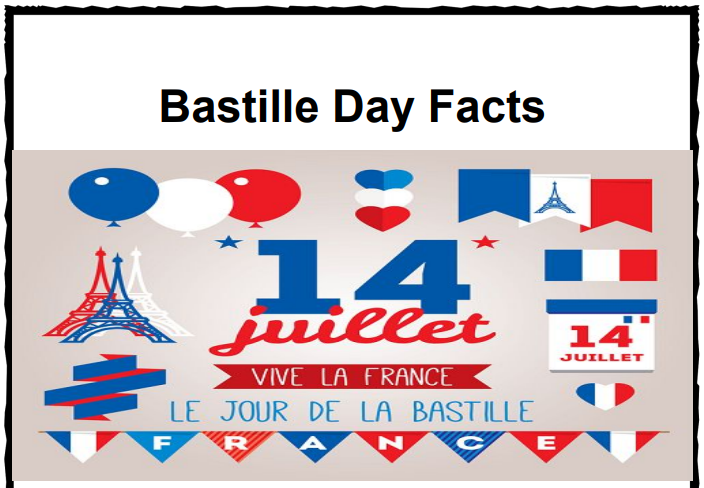 Bastille Day Facts
14
juillet
14
JUILLET
VIVE LA FRANCE
LE JOUR DE LA BASTILLE
FRANCE